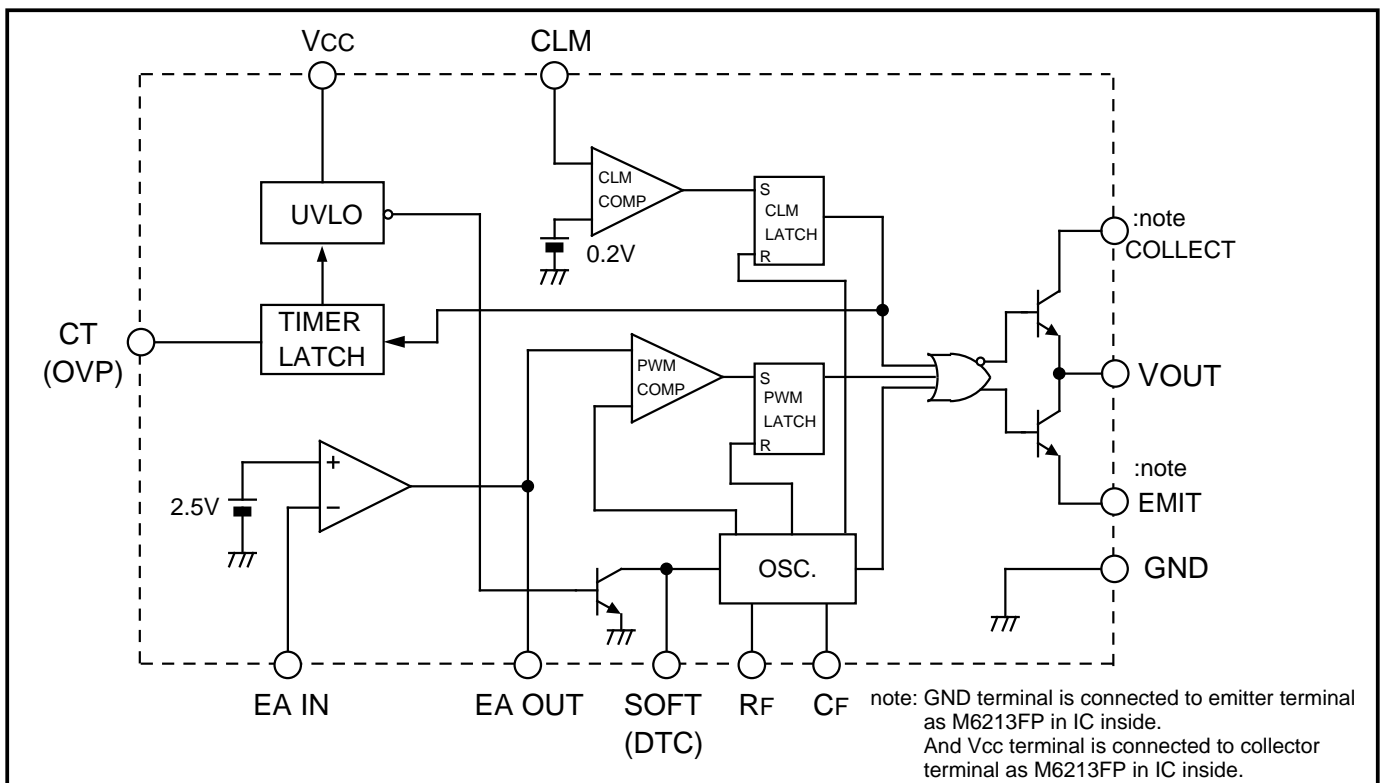 VCC
CLM
UVLO
CLM
COMP
0.2V
S
CLM
LATCH
R
:note
COLLECT
CT
(OVP)
TIMER
LATCH
PWM
COMP
S
PWM
LATCH
R
VOUT
+
−
2.5V
:note
EMIT
OSC.
GND
EA IN
EA OUT
SOFT
(DTC)
RF
CF
note: GND terminal is connected to emitter terminal
as M6213FP in IC inside.
And Vcc terminal is connected to collector
terminal as M6213FP in IC inside.